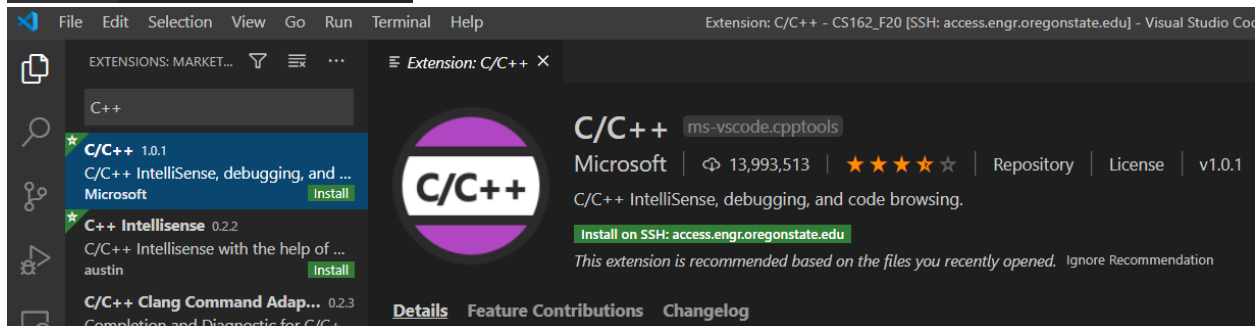 File Edit Selection View Go Run Terminal Help Extension: C/C++ - CS162_F20 [SSH: access.engr.oregonstate.edu] - Visual Studio
EXTENSIONS: MARKET... ...
Extension: C/C++ ×
C++
C/C++ 1.0.1
C/C++ IntelliSense, debugging, and ...
Microsoft Install
C++ Intellisense 0.2.2
C/C++ Intellisense with the help of ...
austin Install
C/C++ Clang Command Adap... 0.2.3
Completion and Diagnostic for C/C+
C/C++
C/C++ ms-vscode.cpptools
Microsoft 13,993,513 Repository License v1.0.1
C/C++ IntelliSense, debugging, and code browsing.
Install on SSH: access.engr.oregonstate.edu
This extension is recommended based on the files you recently opened. Ignore Recommendation
Details Feature Contributions Changelog